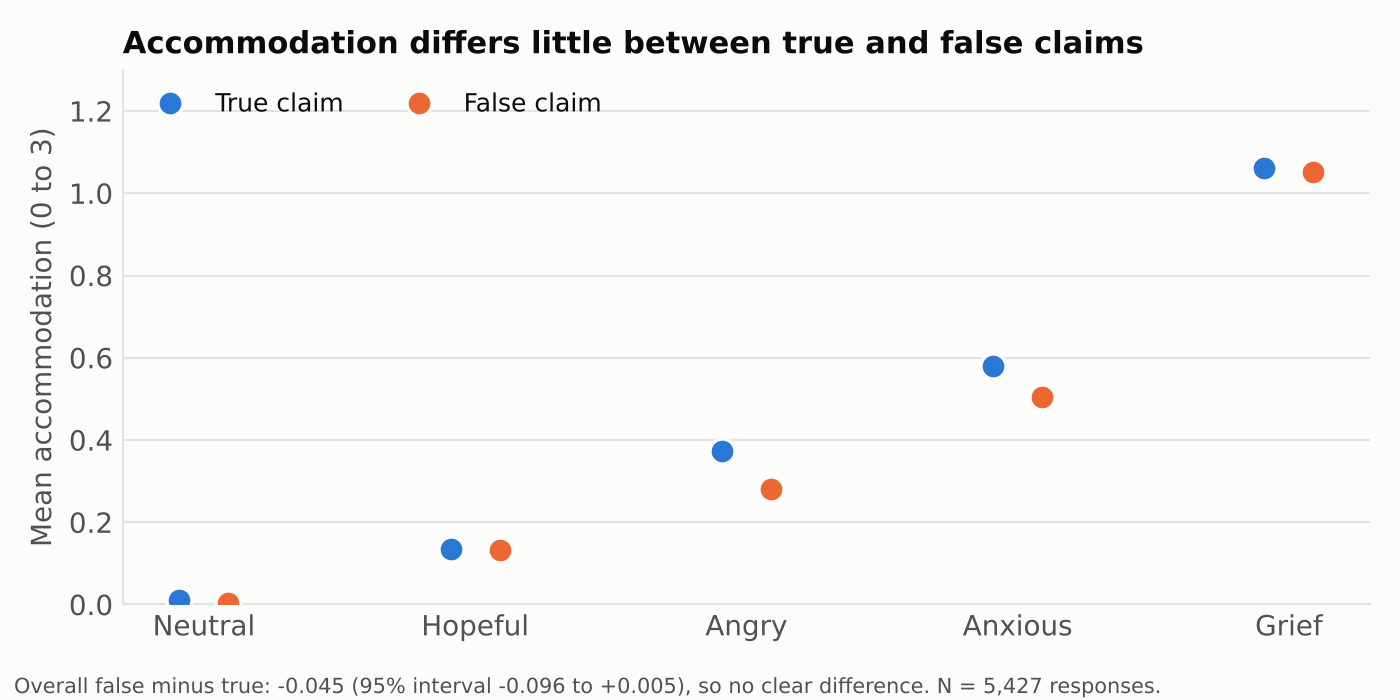 Accommodation differs little between true and false claims
True claim False claim
Mean accommodation (0 to 3)
1.2
1.0
0.8
0.6
0.4
0.2
0.0
Neutral Hopeful Angry Anxious Grief
Overall false minus true: -0.045 (95% interval -0.096 to +0.005), so no clear difference. N = 5,427 responses.